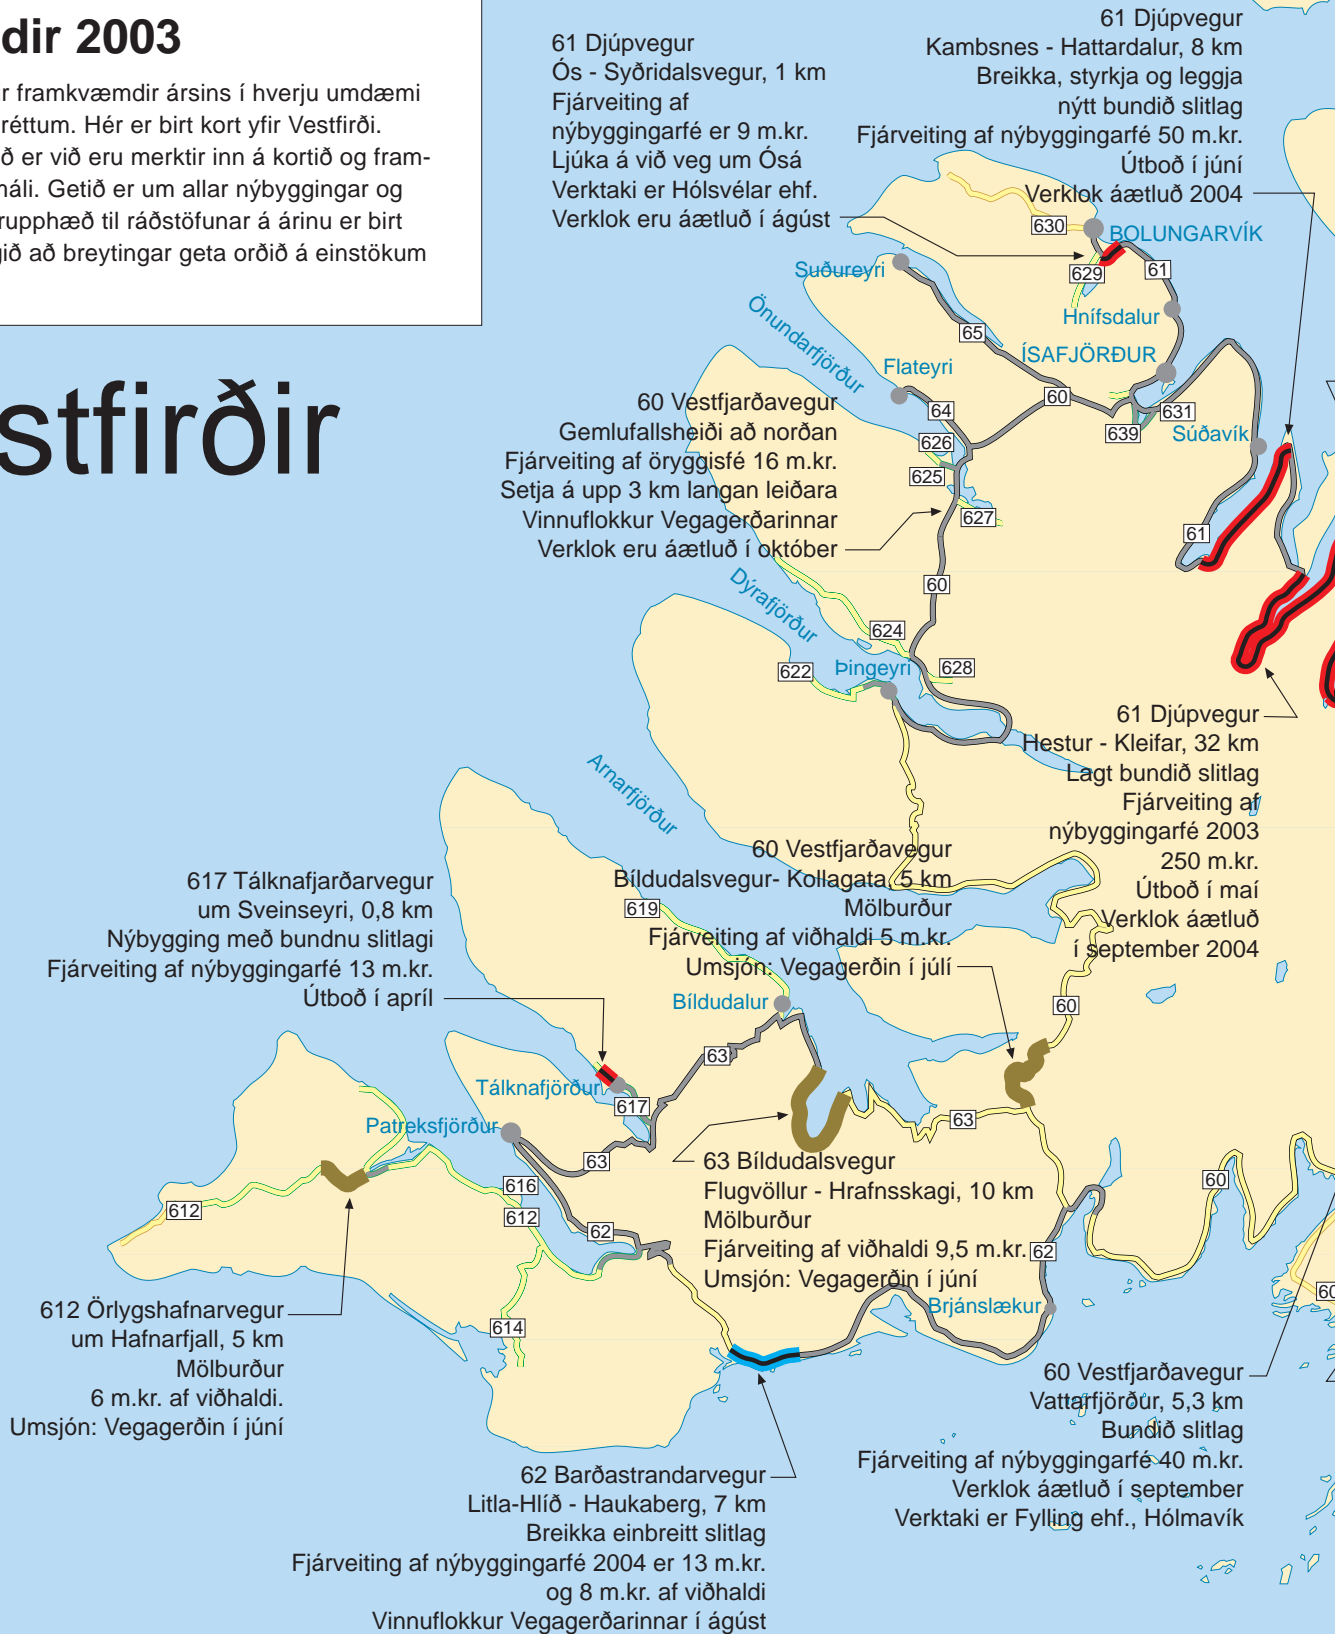 dir 2003
r framkvæmdir ársins í hverju umdæmi
réttum. Hér er birt kort yfir Vestfirði.
ð er við eru merktir inn á kortið og fram-
máli. Getið er um allar nýbyggingar og
rupphæð til ráðstöfunar á árinu er birt
gið að breytingar geta orðið á einstökum
stfirðir
61 Djúpvegur
Ós - Syðridalsvegur, 1 km
Fjárveiting af
nýbyggingarfé er 9 m.kr.
Ljúka á við veg um Ósá
Verktaki er Hólsvélar ehf.
Verklok eru áætluð í ágúst
61 Djúpvegur
Kambsnes - Hattardalur, 8 km
Breikka, styrkja og leggja
nýtt bundið slitlag
Fjárveiting af nýbyggingarfé 50 m.kr.
Útboð í júní
Verklok áætluð 2004
630
BOLUNGARVÍK
629
61
Suðureyri
Hnífsdalur
Önundarfjörður
65
ÍSAFJÖRÐUR
Flateyri
60
64
631
639
Súðavík
626
625
627
61
60 Vestfjarðavegur
Gemlufallsheiði að norðan
Fjárveiting af öryggisfé 16 m.kr.
Setja á upp 3 km langan leiðara
Vinnuflokkur Vegagerðarinnar
Verklok eru áætluð í október
60
Dýrafjörður
624
622
Þingeyri
628
61 Djúpvegur
Hestur - Kleifar, 32 km
Lagt bundið slitlag
Fjárveiting af
nýbyggingarfé 2003
250 m.kr.
Útboð í maí
Verklok áætluð
í september 2004
Arnarfjörður
60 Vestfjarðavegur
Bíldudalsvegur- Kollagata, 5 km
Mölburður
Fjárveiting af viðhaldi 5 m.kr.
Umsjón: Vegagerðin í júlí
617 Tálknafjarðarvegur
um Sveinseyri, 0,8 km
Nýbygging með bundnu slitlagi
Fjárveiting af nýbyggingarfé 13 m.kr.
Útboð í apríl
619
Bíldudalur
60
63
Tálknafjörður
617
Patreksfjörður
63
63
616
612
612
62
60
63 Bíldudalsvegur
Flugvöllur - Hrafnsskagi, 10 km
Mölburður
Fjárveiting af viðhaldi 9,5 m.kr.
Umsjón: Vegagerðin í júní
62
Brjánslækur
60
614
612 Örlygshafnarvegur
um Hafnarfjall, 5 km
Mölburður
6 m.kr. af viðhaldi.
Umsjón: Vegagerðin í júní
60 Vestfjarðavegur
Vattarfjörður, 5,3 km
Bundið slitlag
Fjárveiting af nýbyggingarfé 40 m.kr.
Verklok áætluð í september
Verktaki er Fylling ehf., Hólmavík
62 Barðastrandarvegur
Litla-Hlíð - Haukaberg, 7 km
Breikka einbreitt slitlag
Fjárveiting af nýbyggingarfé 2004 er 13 m.kr.
og 8 m.kr. af viðhaldi
Vinnuflokkur Vegagerðarinnar í ágúst